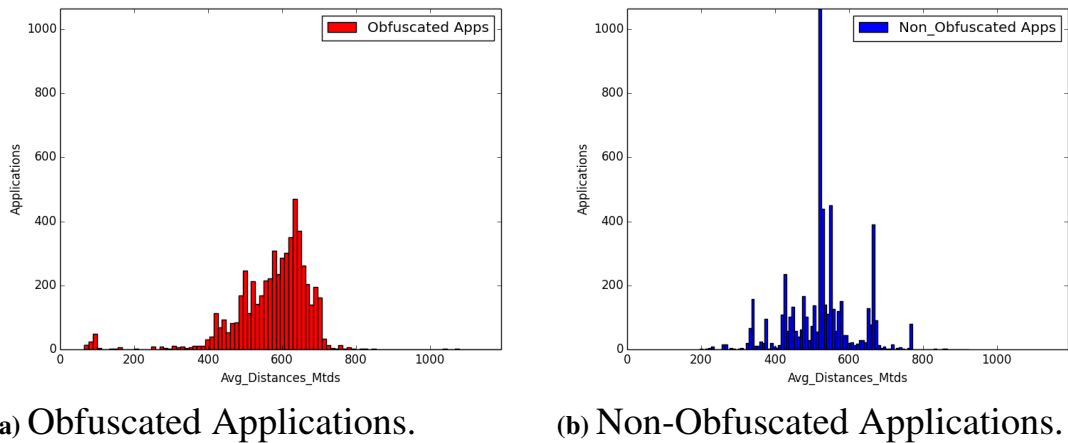 Obfuscated Apps
Non_Obfuscated Apps
1000
800
600
400
200
0
Applications
0 200 400 600 800 1000
Avg_Distances_Mtds
1000
800
600
400
200
0
Applications
0 200 400 600 800 1000
Avg_Distances_Mtds
a) Obfuscated Applications.
(b) Non-Obfuscated Applications.